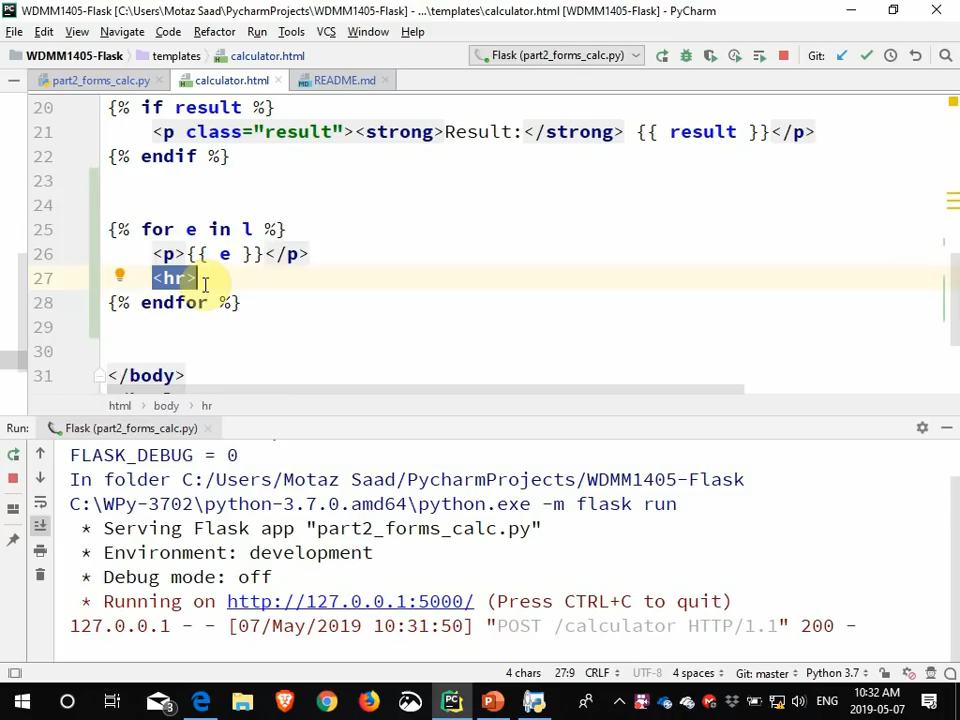 WDMM1405-Flask [C:\Users\Motaz Saad\PycharmProjects\WDMM1405-Flask] - ...\templates\calculator.html [WDMM1405-Flask] - PyCharm
File Edit View Navigate Code Refactor Run Tools VCS Window Help
WDMM1405-Flask templates calculator.html Flask (part2_forms_calc.py) Git:
part2_forms_calc.py calculator.html README.md
20 {% if result %}
21 <p class="result"><strong>Result:</strong> {{ result }}</p>
22 {% endif %}
23
24
25 {% for e in l %}
26 <p>{{ e }}</p>
27 <hr>
28 {% endfor %}
29
30
31 </body>
html › body › hr
Run: Flask (part2_forms_calc.py)
FLASK_DEBUG = 0
In folder C:/Users/Motaz Saad/PycharmProjects/WDMM1405-Flask
C:\WPy-3702\python-3.7.0.amd64\python.exe -m flask run
* Serving Flask app "part2_forms_calc.py"
* Environment: development
* Debug mode: off
* Running on http://127.0.0.1:5000/ (Press CTRL+C to quit)
127.0.0.1 - - [07/May/2019 10:31:50] "POST /calculator HTTP/1.1" 200 -
4 chars 27:9 CRLF UTF-8 4 spaces Git: master Python 3.7
3 ENG 10:32 AM
2019-05-07